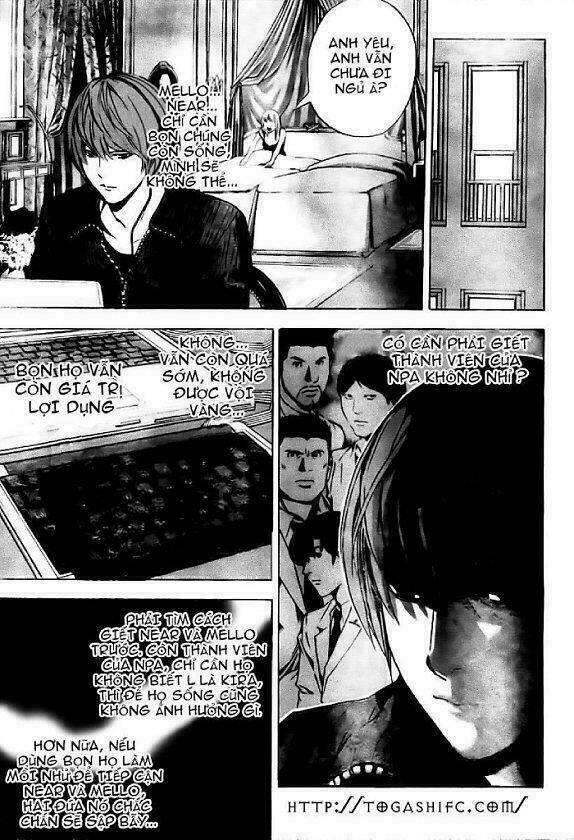 ANH YÊU,
ANH VẪN
CHƯA ĐI
NGỦ À?
MELLO...
NEAR!...
CHỈ CẦN
BỌN CHÚNG
CÒN SỐNG!
MÌNH SẼ
KHÔNG THỂ...
CÓ CẦN PHẢI GIẾT
THÀNH VIÊN CỦA
NPA KHÔNG NHỈ?
KHÔNG...
VẪN CÒN QUÁ
SỚM, KHÔNG
ĐƯỢC VỘI
VÀNG...
BỌN HỌ VẪN
CÒN GIÁ TRỊ
LỢI DỤNG
PHẢI TÌM CÁCH
GIẾT NEAR VÀ MELLO
TRƯỚC. CÒN THÀNH VIÊN
CỦA NPA, CHỈ CẦN HỌ
KHÔNG BIẾT L LÀ KIRA,
THÌ ĐỂ HỌ SỐNG CŨNG
KHÔNG ẢNH HƯỞNG GÌ.
HƠN NỮA, NẾU
DÙNG BỌN HỌ LÀM
MỒI NHỬ ĐỂ TIẾP CẬN
NEAR VÀ MELLO,
HAI ĐỨA NÓ CHẮC
CHẮN SẼ SẬP BẪY...
HTTP://TOGASHIFC.COM/